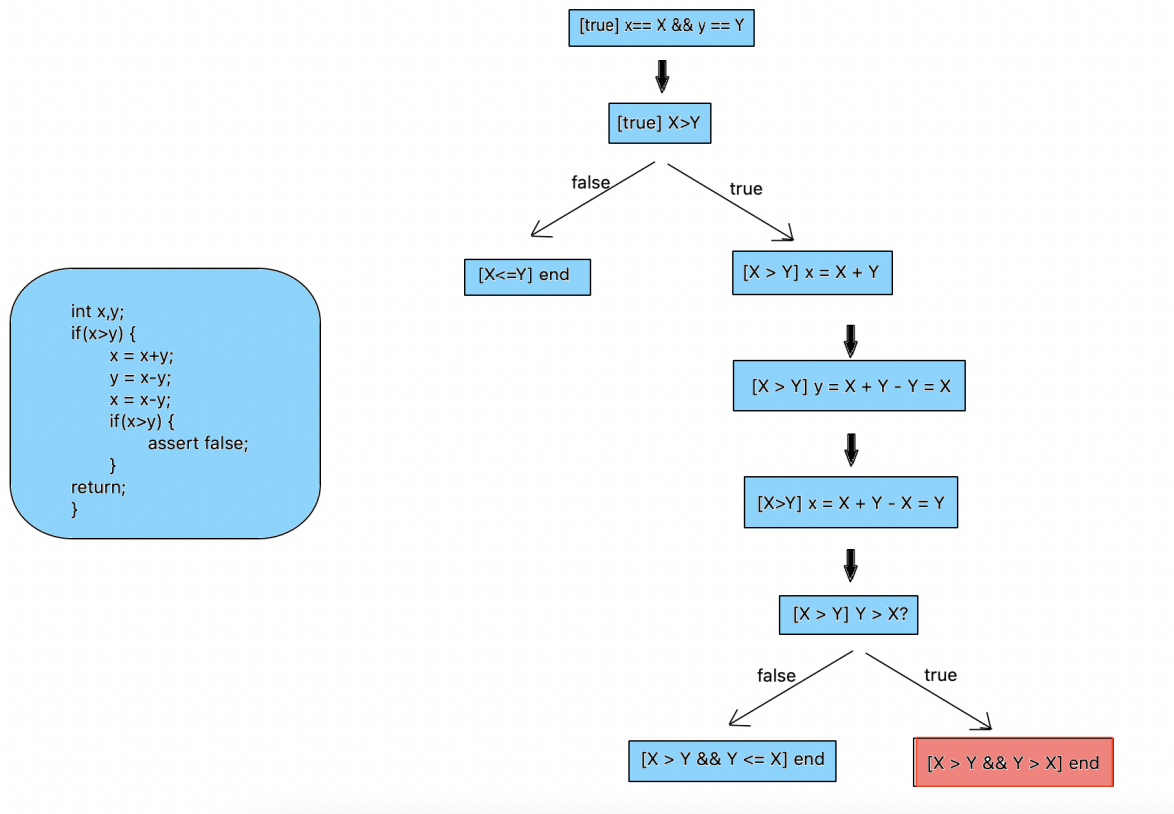 [true] x== X && y == Y
[true] X>Y
false
true
[X<=Y] end
[X > Y] x = X + Y
[X > Y] y = X + Y - Y = X
[X>Y] x = X + Y - X = Y
[X > Y] Y > X?
false
true
[X > Y && Y <= X] end
[X > Y && Y > X] end
int x,y;
if(x>y) {
x = x+y;
y = x-y;
x = x-y;
if(x>y) {
assert false;
}
return;
}